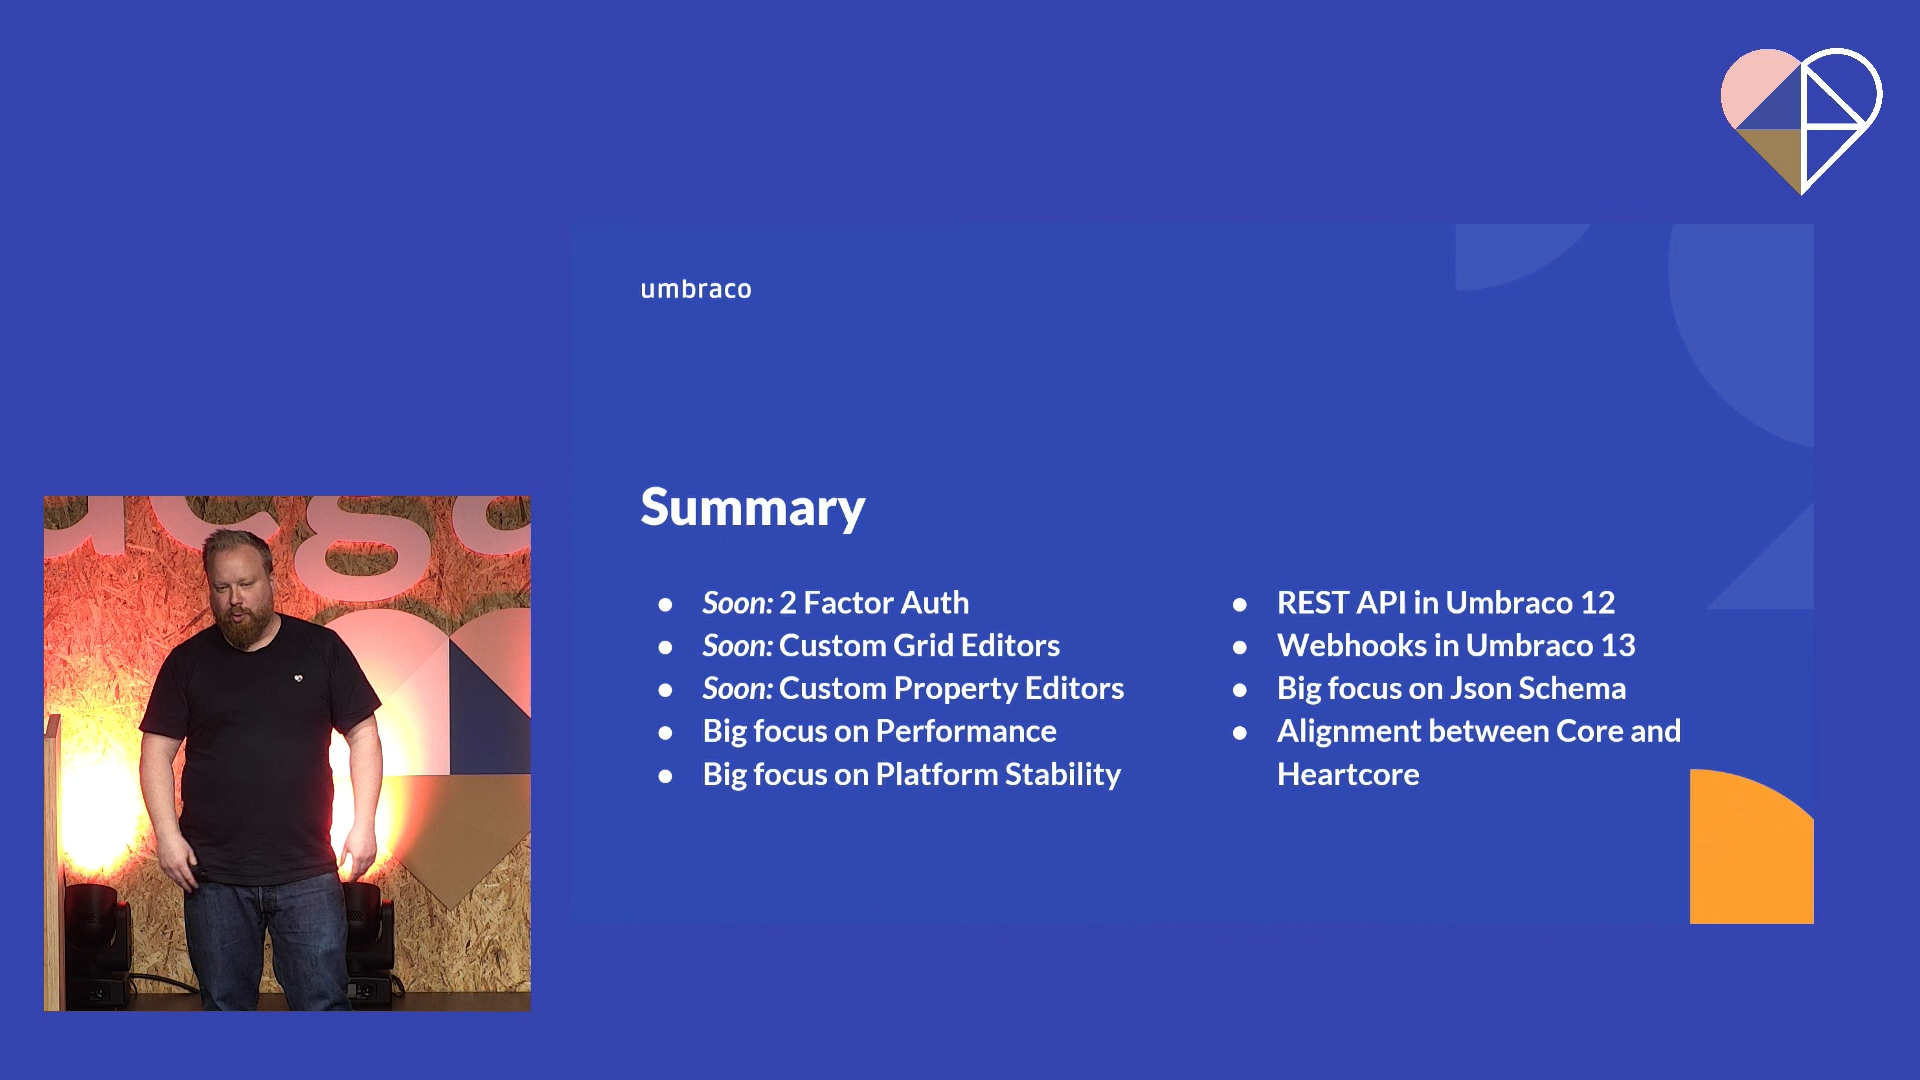 umbraco
Summary
● Soon: 2 Factor Auth
● Soon: Custom Grid Editors
● Soon: Custom Property Editors
● Big focus on Performance
● Big focus on Platform Stability
● REST API in Umbraco 12
● Webhooks in Umbraco 13
● Big focus on Json Schema
● Alignment between Core and
Heartcore